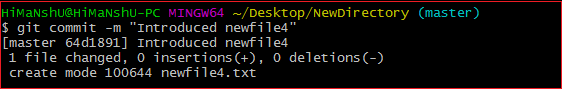 HiMaNshU@HiMaNshU-PC MINGW64 ~/Desktop/NewDirectory (master)
$ git commit -m "Introduced newfile4"
[master 64d1891] Introduced newfile4
 1 file changed, 0 insertions(+), 0 deletions(-)
 create mode 100644 newfile4.txt